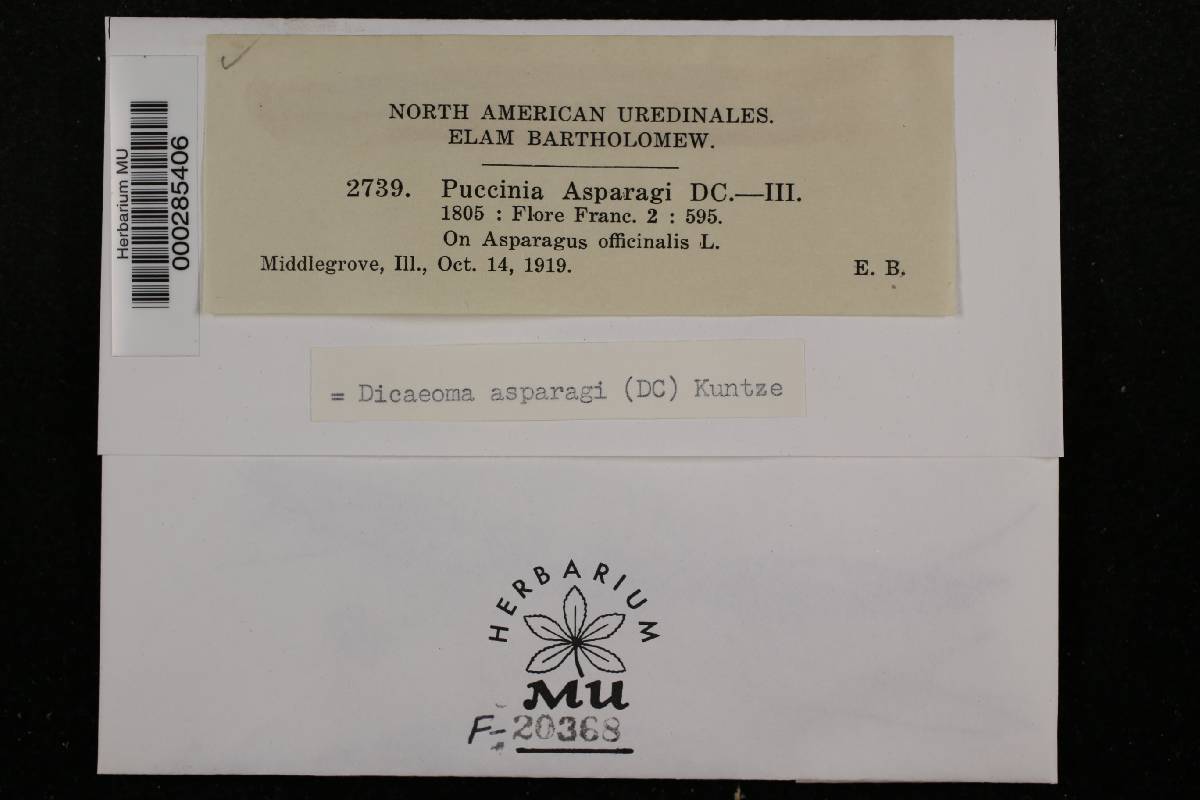 NORTH AMERICAN UREDINALES.
ELAM BARTHOLOMEW.
2739. Puccinia Asparagi DC.—III.
1805 : Flore Franc. 2 : 595.
On Asparagus officinalis L.
Middlegrove, Ill., Oct. 14, 1919. E. B.
Herbarium MU
000285406
= Dicaeoma asparagi (DC) Kuntze
HERBARIUM
MU
F-20368